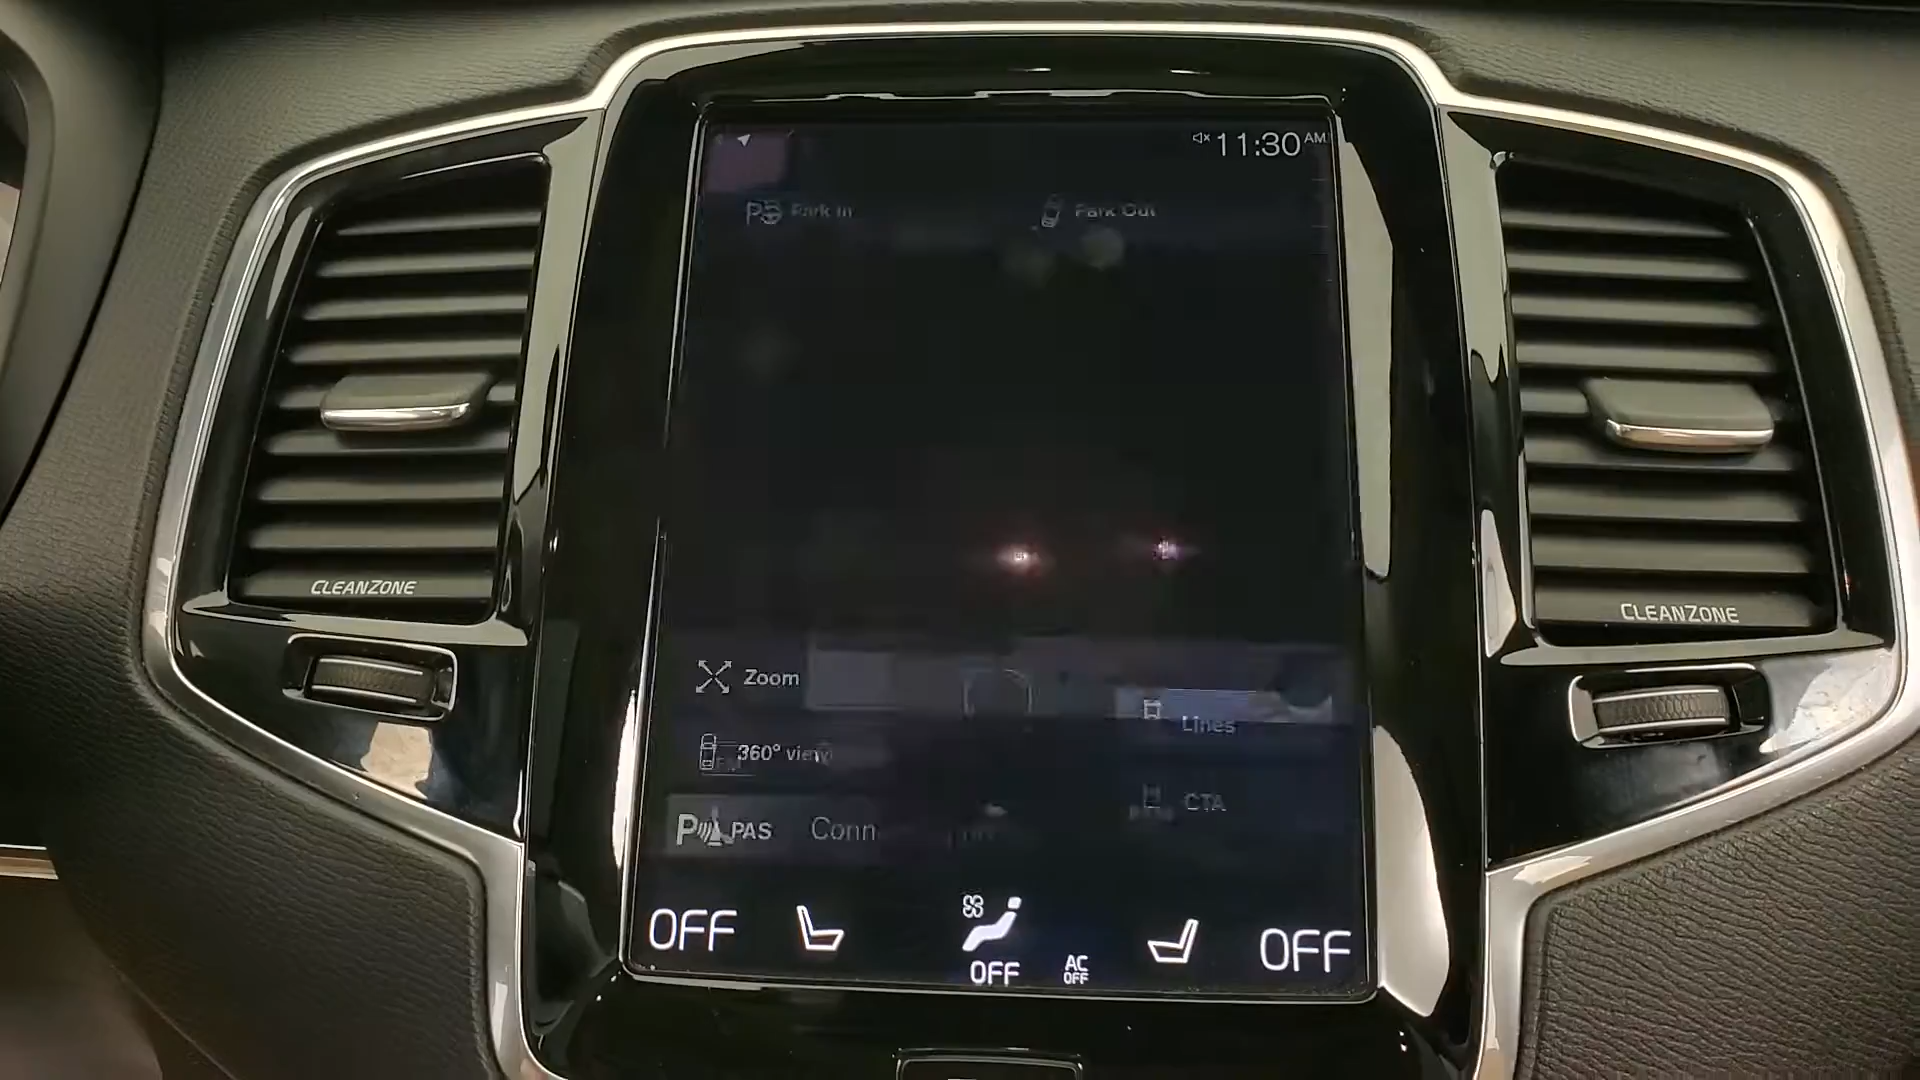 11:30 AM
Park In
Park Out
CLEANZONE
CLEANZONE
Zoom
Lines
360° view
CTA
PAS
Conn
OFF
OFF
AC
OFF
OFF